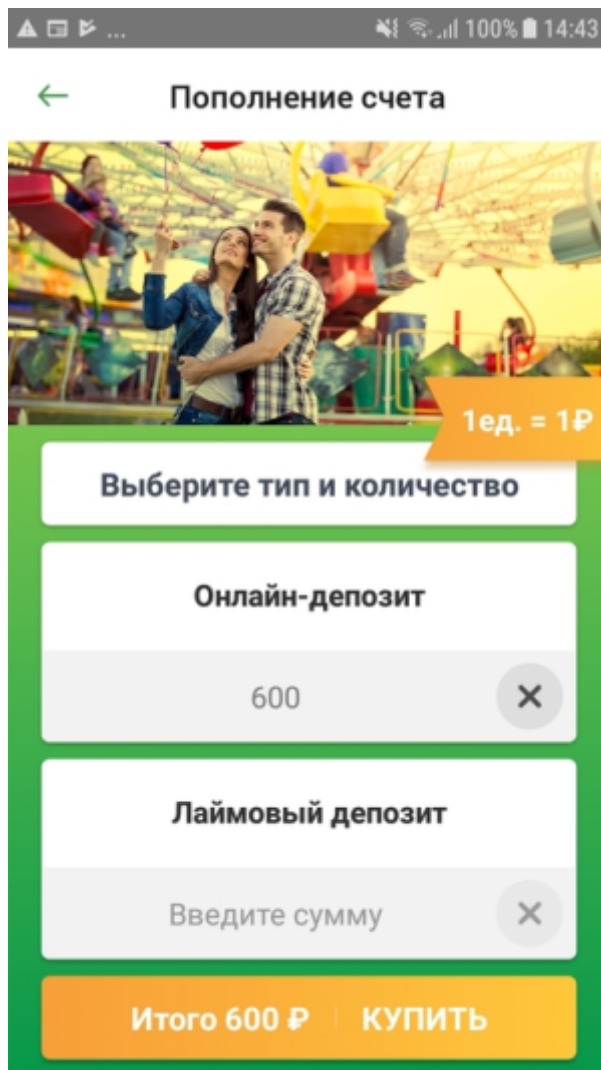 ... 100% 14:43
Пополнение счета
1ед. = 1₽
Выберите тип и количество
Онлайн-депозит
600
Лаймовый депозит
Введите сумму
Итого 600 ₽ КУПИТЬ